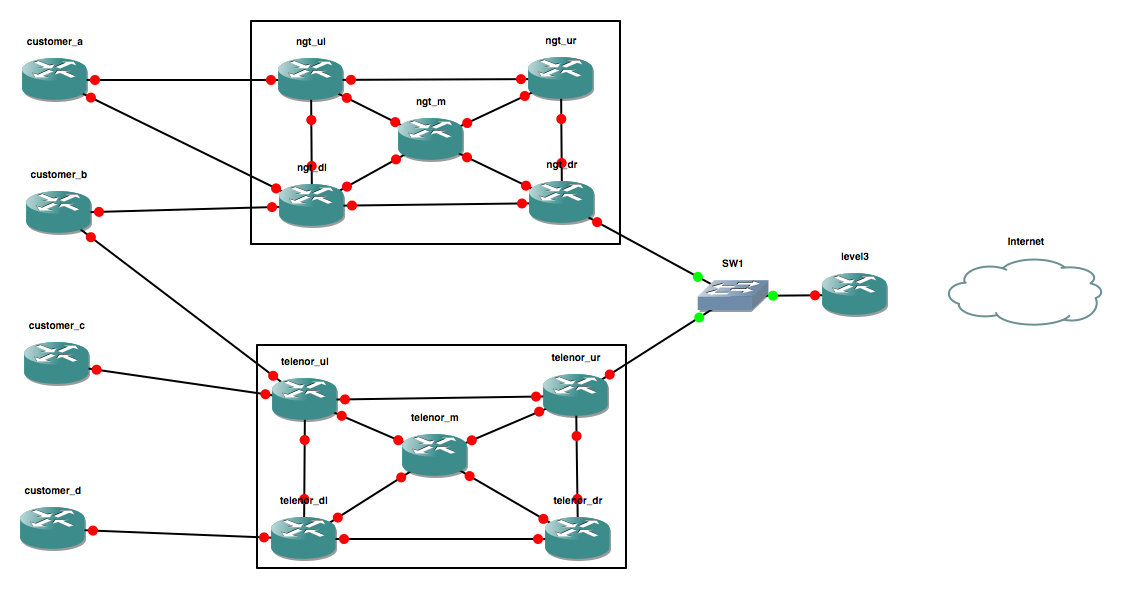 customer_a
ngt_ul
ngt_ur
ngt_m
customer_b
ngt_dl
ngt_dr
Internet
level3
SW1
customer_c
telenor_ul
telenor_ur
telenor_m
customer_d
telenor_dl
telenor_dr